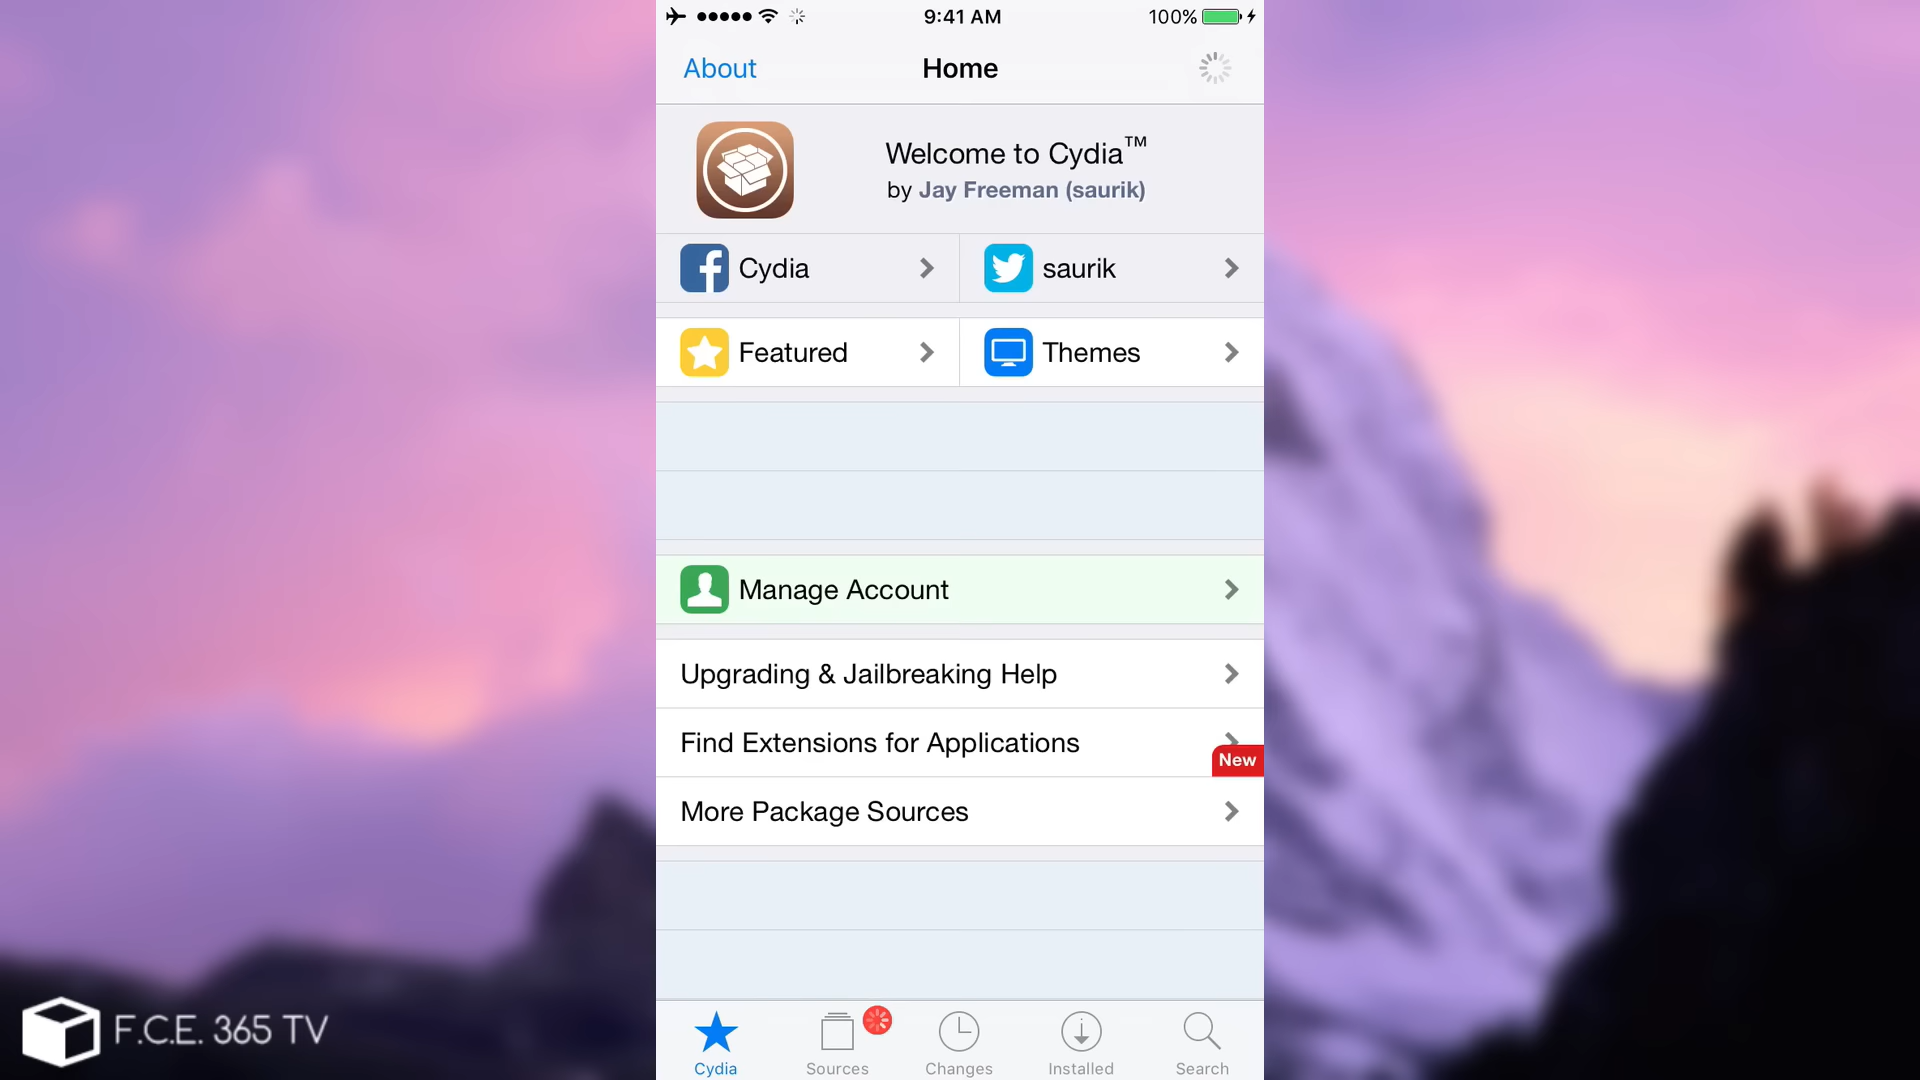 9:41 AM
100%
About
Home
Welcome to Cydia™
by Jay Freeman (saurik)
Cydia
saurik
Featured
Themes
Manage Account
Upgrading & Jailbreaking Help
Find Extensions for Applications
New
More Package Sources
F.C.E. 365 TV
Cydia
Sources
Changes
Installed
Search